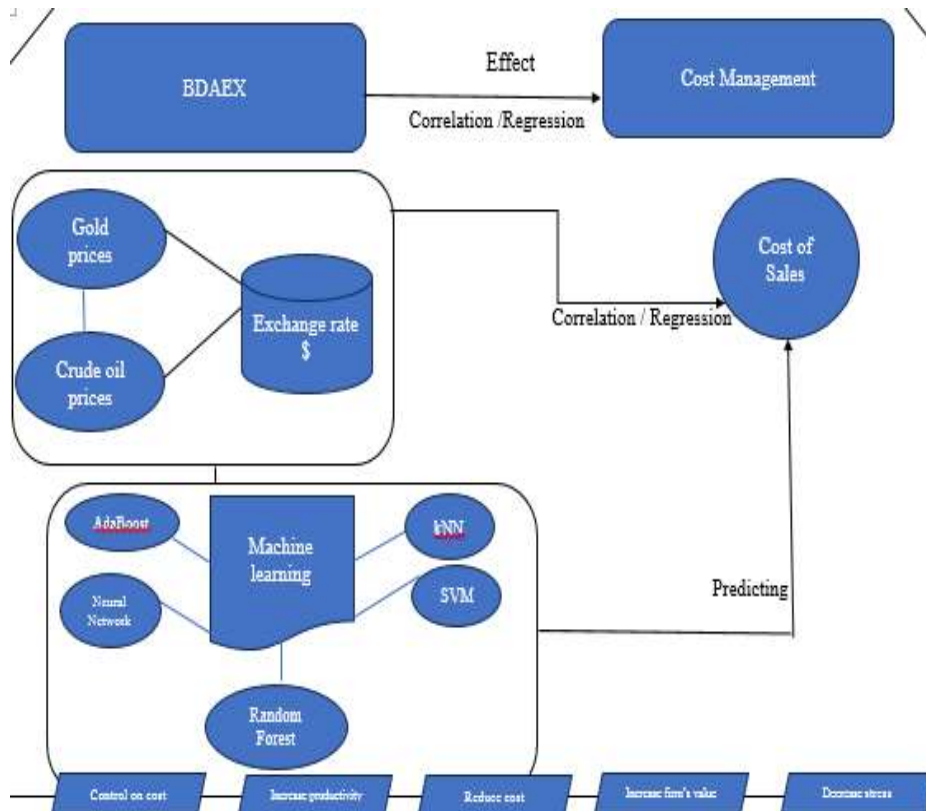 BDAEX
Effect
Correlation /Regression
Cost Management
Gold
prices
Crude oil
prices
Exchange rate
$
Cost of
Sales
Correlation / Regression
AdaBoost
Neural
Network
Machine
learning
kNN
SVM
Random
Forest
Predicting
Control on cost
Increase productivity
Reduce cost
Increase firm's value
Decrease stress